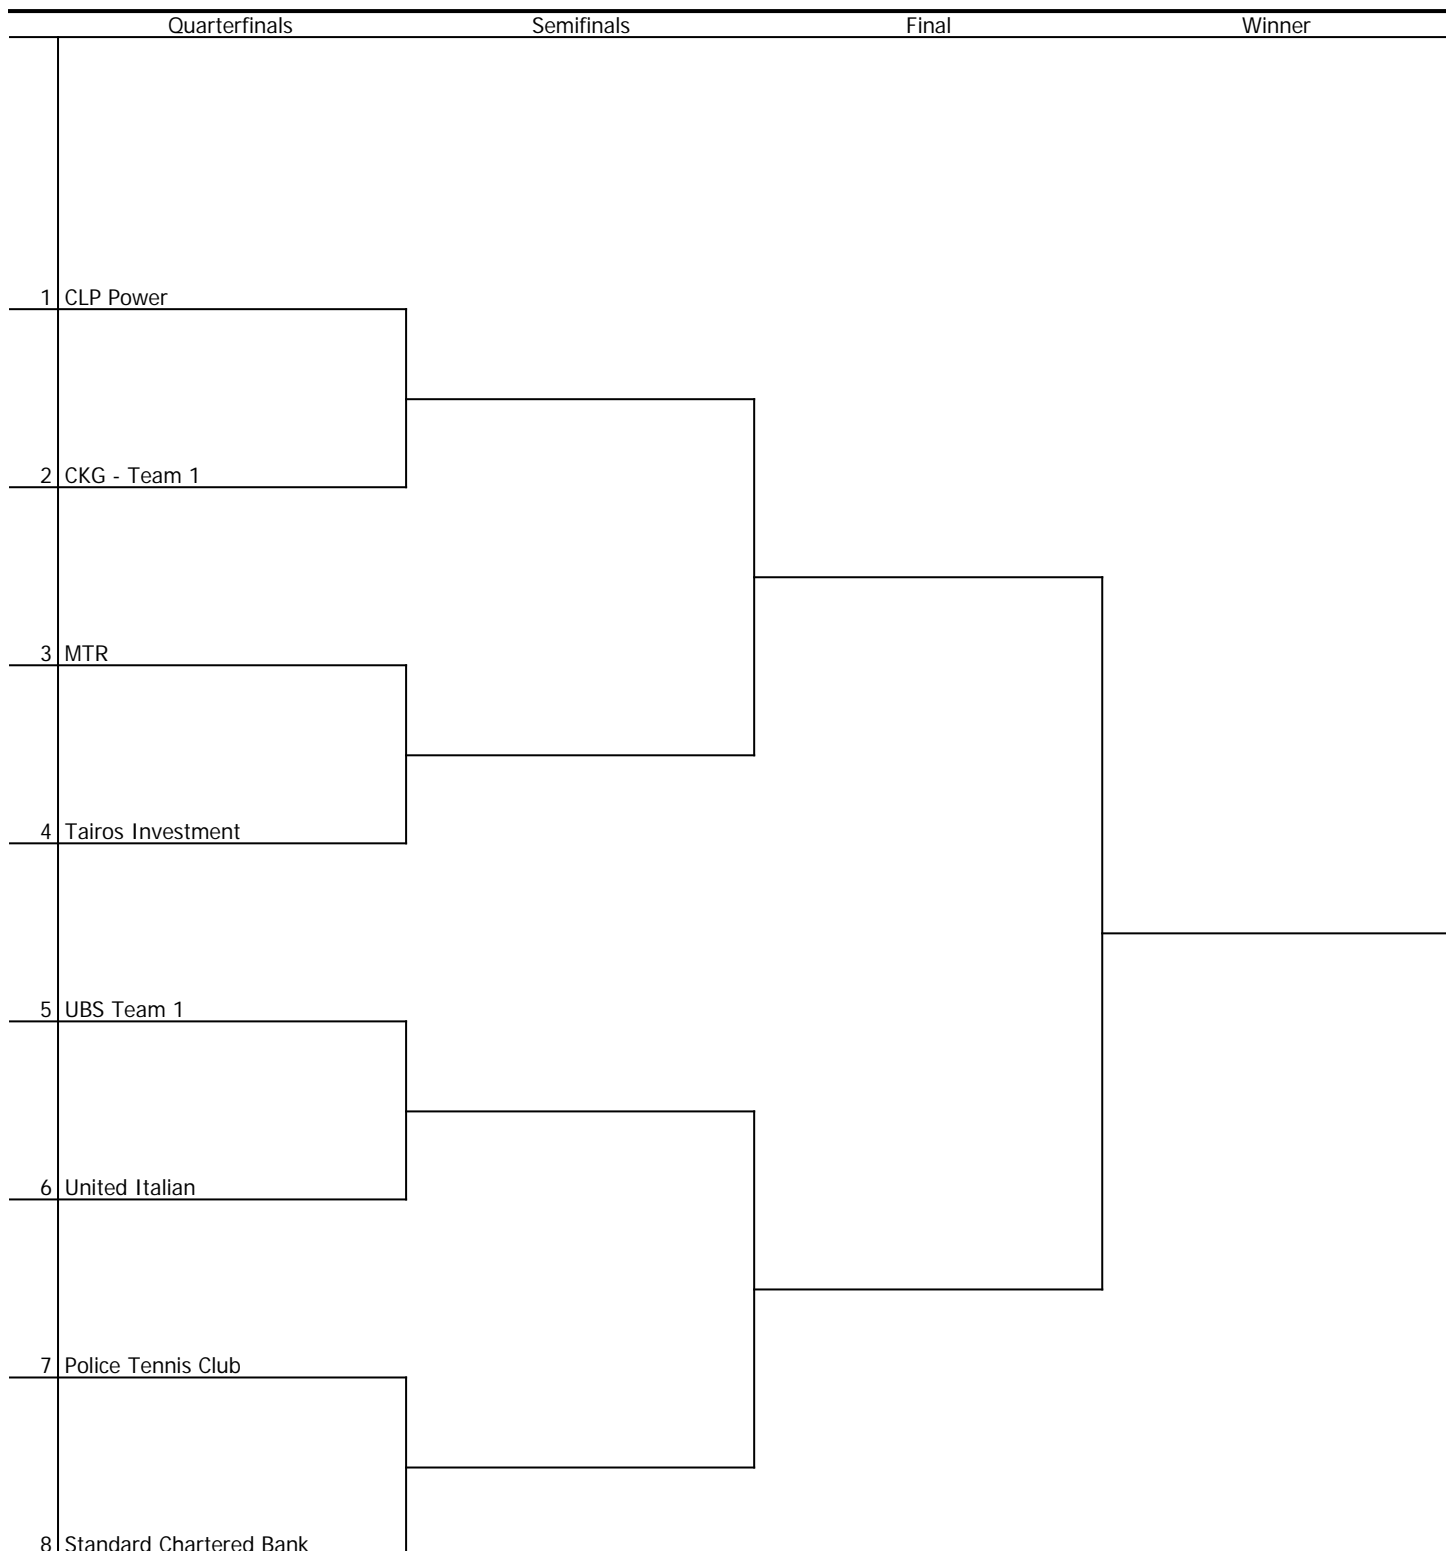 Quarterfinals Semifinals Final Winner
1 CLP Power
2 CKG - Team 1
3 MTR
4 Tairos Investment
5 UBS Team 1
6 United Italian
7 Police Tennis Club
8 Standard Chartered Bank